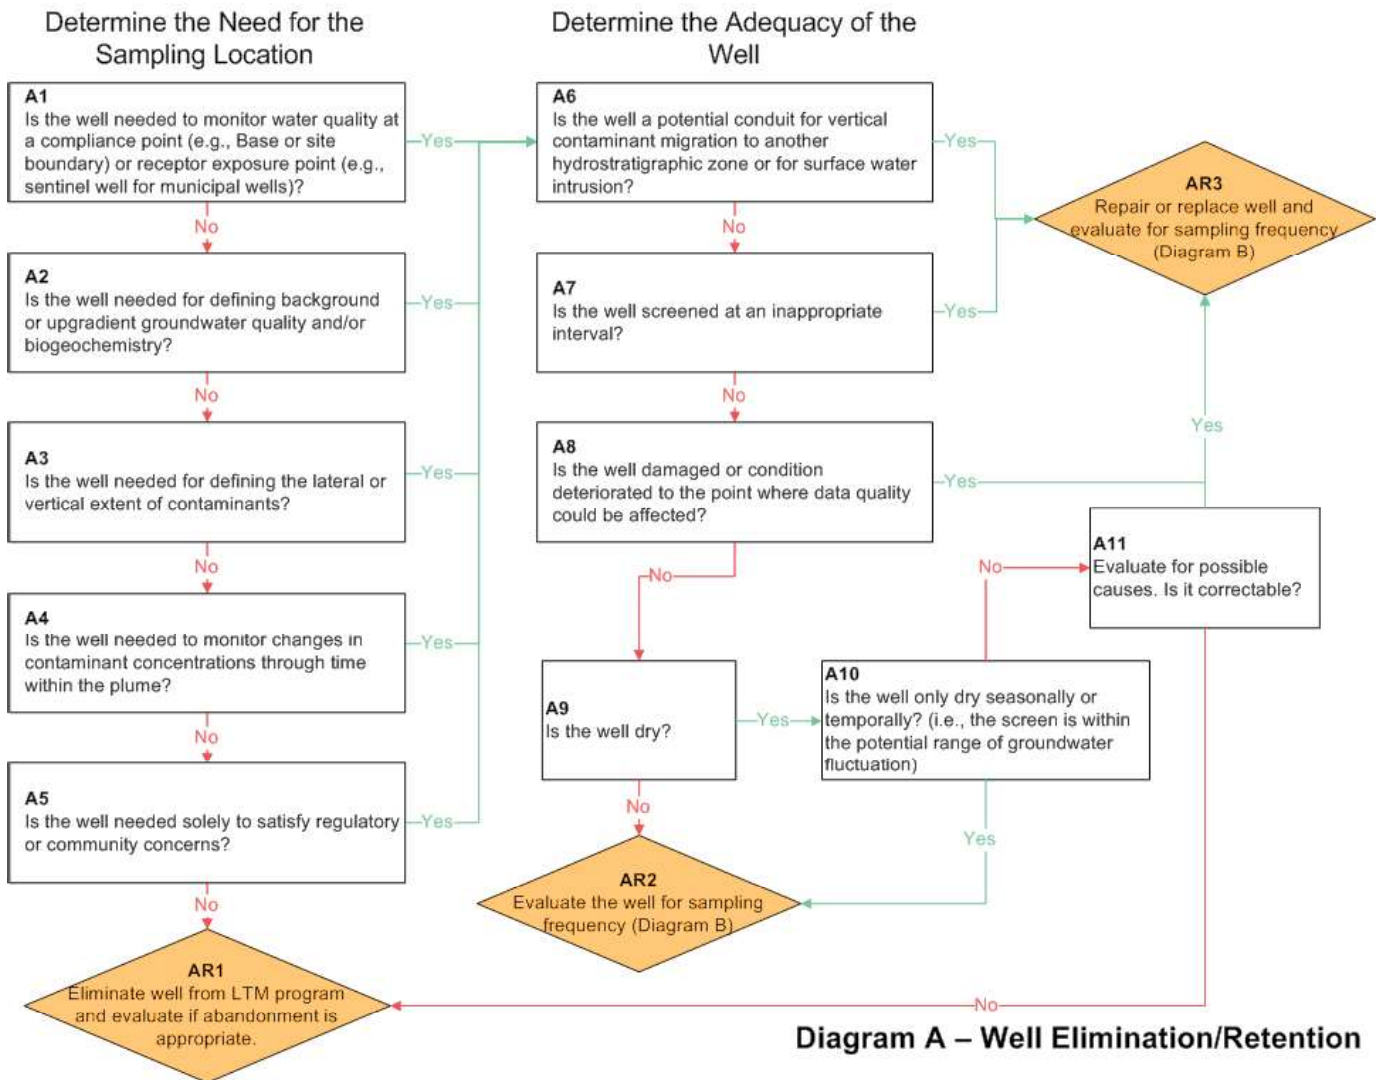 Determine the Need for the
Sampling Location
A1
Is the well needed to monitor water quality at
a compliance point (e.g., Base or site
boundary) or receptor exposure point (e.g.,
sentinel well for municipal wells)?
Yes
No
A2
Is the well needed for defining background
or upgradient groundwater quality and/or
biogeochemistry?
Yes
No
A3
Is the well needed for defining the lateral or
vertical extent of contaminants?
Yes
No
A4
Is the well needed to monitor changes in
contaminant concentrations through time
within the plume?
Yes
No
A5
Is the well needed solely to satisfy regulatory
or community concerns?
Yes
No
AR1
Eliminate well from LTM program
and evaluate if abandonment is
appropriate.
Determine the Adequacy of the
Well
A6
Is the well a potential conduit for vertical
contaminant migration to another
hydrostratigraphic zone or for surface water
intrusion?
Yes
No
A7
Is the well screened at an inappropriate
interval?
Yes
No
A8
Is the well damaged or condition
deteriorated to the point where data quality
could be affected?
Yes
No
A9
Is the well dry?
Yes
No
A10
Is the well only dry seasonally or
temporally? (i.e., the screen is within
the potential range of groundwater
fluctuation)
No
Yes
AR2
Evaluate the well for sampling
frequency (Diagram B)
AR3
Repair or replace well and
evaluate for sampling frequency
(Diagram B)
Yes
A11
Evaluate for possible
causes. Is it correctable?
No
Diagram A – Well Elimination/Retention